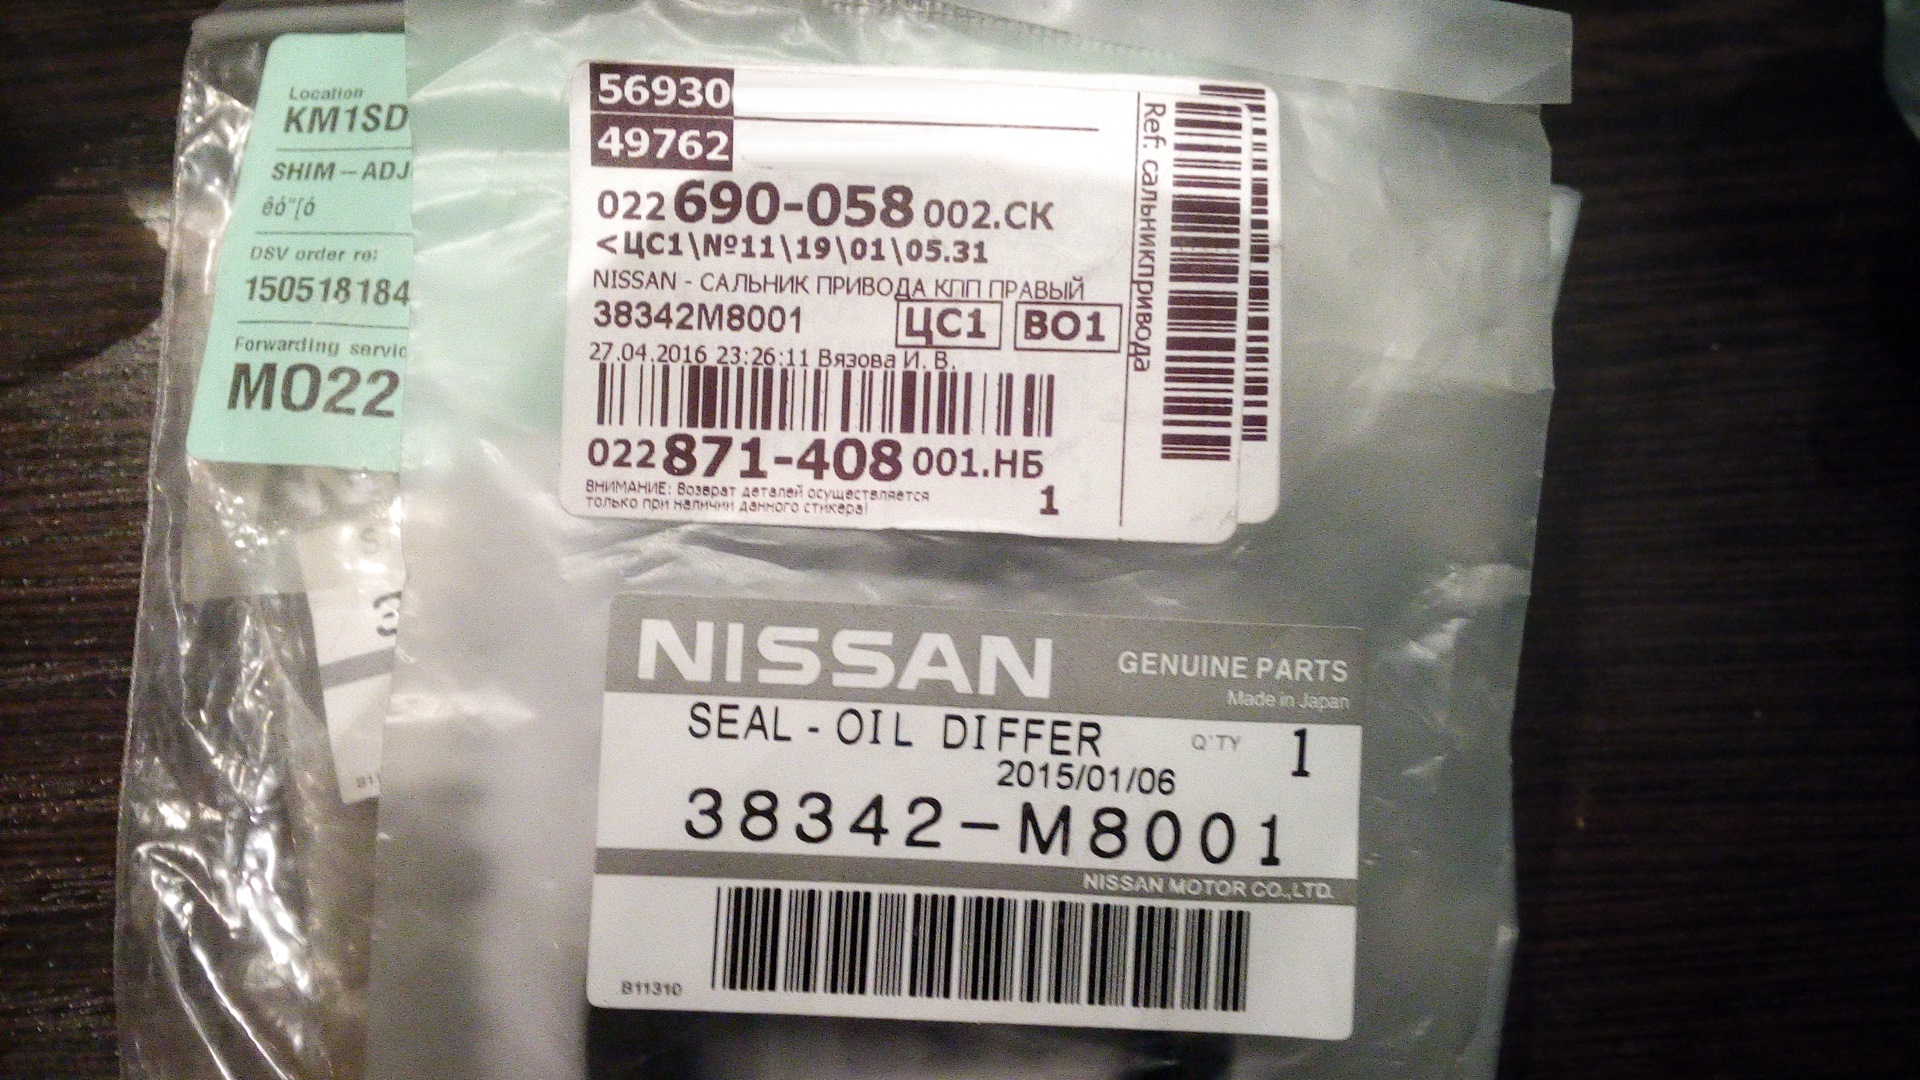 Location
KM1SD
SHIM-ADJ
êó"[ó
DSV order re:
150518184
Forwarding servic
MO22
56930
49762
022 690-058 002.СК
<ЦС1\№11\19\01\05.31
NISSAN - САЛЬНИК ПРИВОДА КПП ПРАВЫЙ
38342M8001 ЦС1 ВО1
27.04.2016 23:26:11 Вязова И. В.
022 871-408 001.НБ
ВНИМАНИЕ: Возврат деталей осуществляется
только при наличии данного стикера!
1
Ref: сальникпривода
NISSAN GENUINE PARTS
Made in Japan
SEAL-OIL DIFFER Q'TY 1
2015/01/06
38342-M8001
NISSAN MOTOR CO.,LTD.
B11310